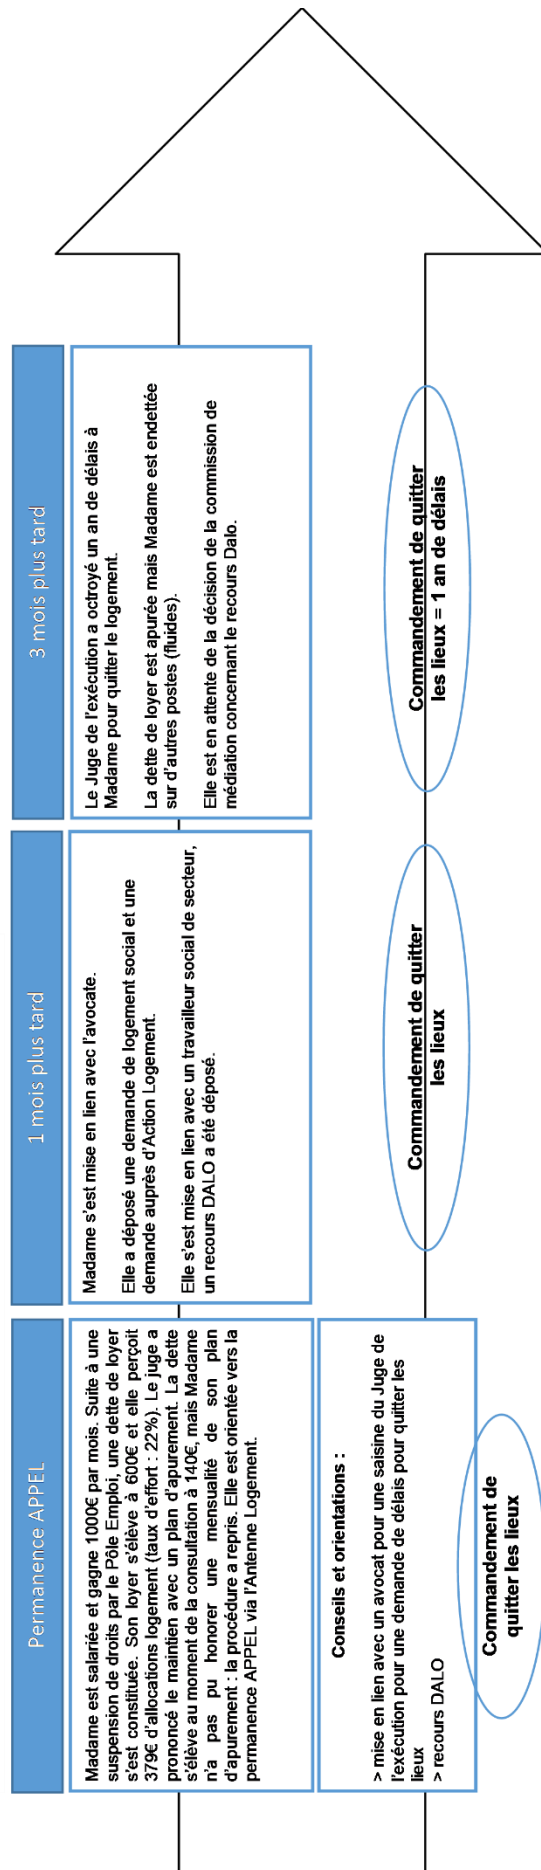 Permanence APPEL
Madame est salariée et gagne 1000€ par mois. Suite à une
suspension de droits par le Pôle Emploi, une dette de loyer
s'est constituée. Son loyer s'élève à 600€ et elle perçoit
379€ d'allocations logement (taux d'effort : 22%). Le juge a
prononcé le maintien avec un plan d'apurement. La dette
s'élève au moment de la consultation à 140€, mais Madame
n'a pas pu honorer une mensualité de son plan
d'apurement : la procédure a repris. Elle est orientée vers la
permanence APPEL via l'Antenne Logement.
Conseils et orientations :
> mise en lien avec un avocat pour une saisine du Juge de
l'exécution pour une demande de délais pour quitter les
lieux
> recours DALO
Commandement de
quitter les lieux
1 mois plus tard
Madame s'est mise en lien avec l'avocate.
Elle a déposé une demande de logement social et une
demande auprès d'Action Logement.
Elle s'est mise en lien avec un travailleur social de secteur,
un recours DALO a été déposé.
Commandement de quitter
les lieux
3 mois plus tard
Le Juge de l'exécution a octroyé un an de délais à
Madame pour quitter le logement.
La dette de loyer est apurée mais Madame est endettée
sur d'autres postes (fluides).
Elle est en attente de la décision de la commission de
médiation concernant le recours Dalo.
Commandement de quitter
les lieux = 1 an de délais